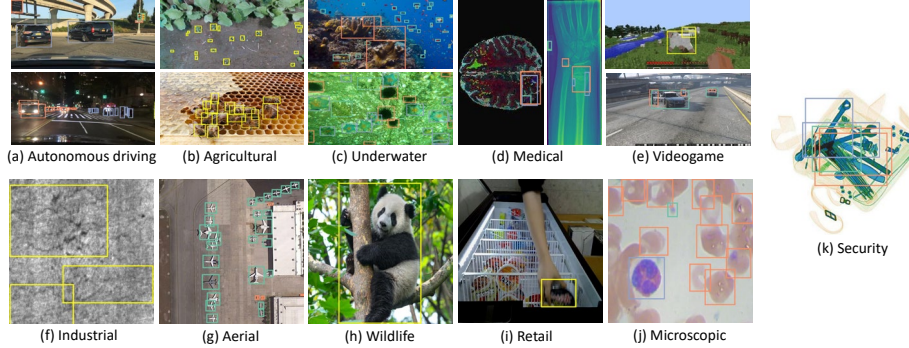 (a) Autonomous driving
(b) Agricultural
(c) Underwater
(d) Medical
(e) Videogame
(f) Industrial
(g) Aerial
(h) Wildlife
(i) Retail
(j) Microscopic
(k) Security